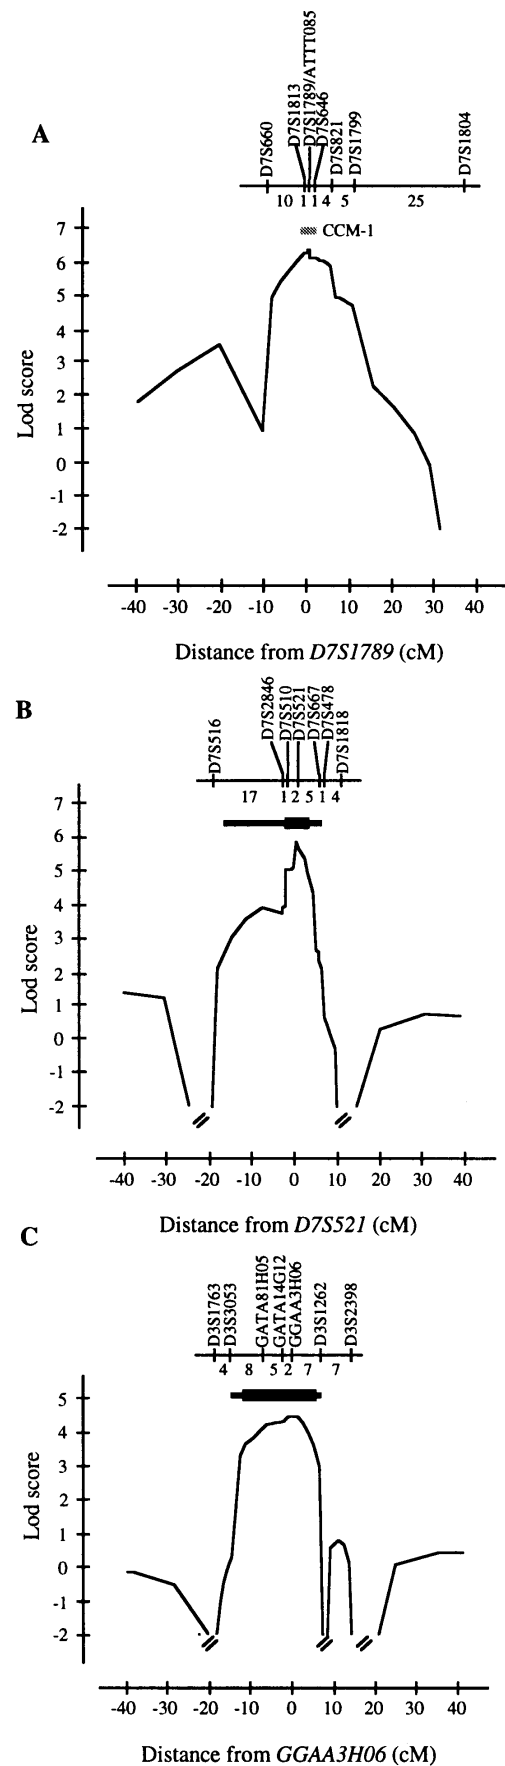 A
D7S660
D7S1813
D7S1789/ATTT085
D7S646
D7S821
D7S1799
D7S1804
10 1 1 4 5 25
CCM-1
7
6
5
4
3
2
1
0
-1
-2
Lod score
-40 -30 -20 -10 0 10 20 30 40
Distance from D7S1789 (cM)
B
D7S516
D7S2846
D7S510
D7S521
D7S667
D7S478
D7S1818
17 1 2 5 1 4
7
6
5
4
3
2
1
0
-1
-2
Lod score
-40 -30 -20 -10 0 10 20 30 40
Distance from D7S521 (cM)
C
D3S1763
D3S3053
GATA81H05
GATA14G12
GGAA3H06
D3S1262
D3S2398
4 8 5 2 7 7
5
4
3
2
1
0
-1
-2
Lod score
-40 -30 -20 -10 0 10 20 30 40
Distance from GGAA3H06 (cM)